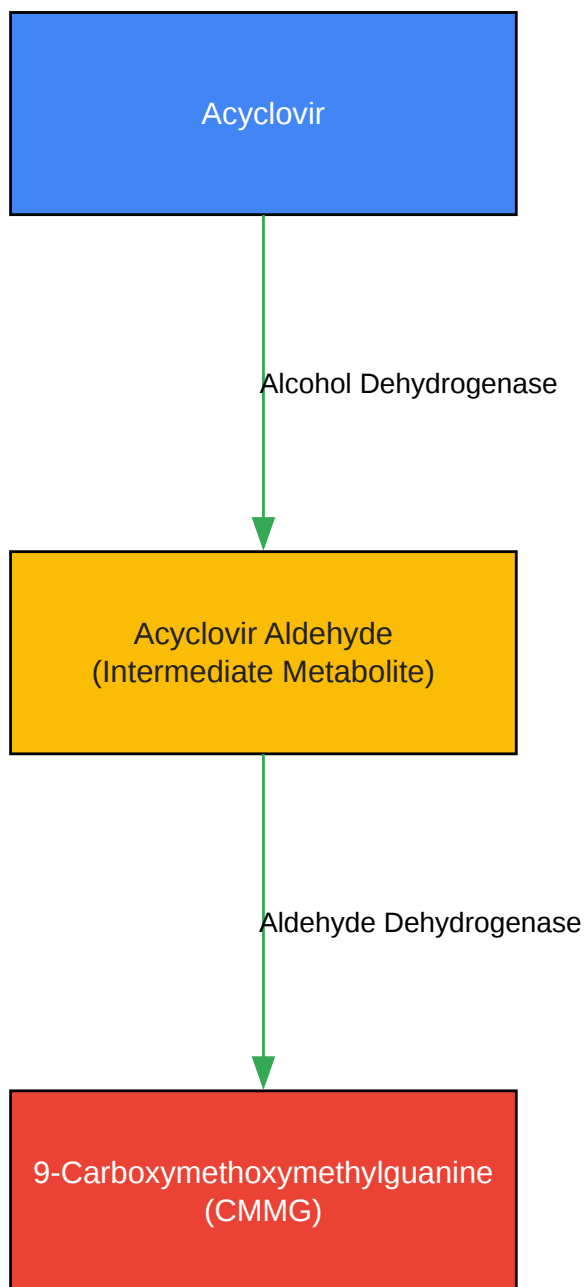 Acyclovir
Alcohol Dehydrogenase
Acyclovir Aldehyde
(Intermediate Metabolite)
Aldehyde Dehydrogenase
9-Carboxymethoxymethylguanine
(CMMG)